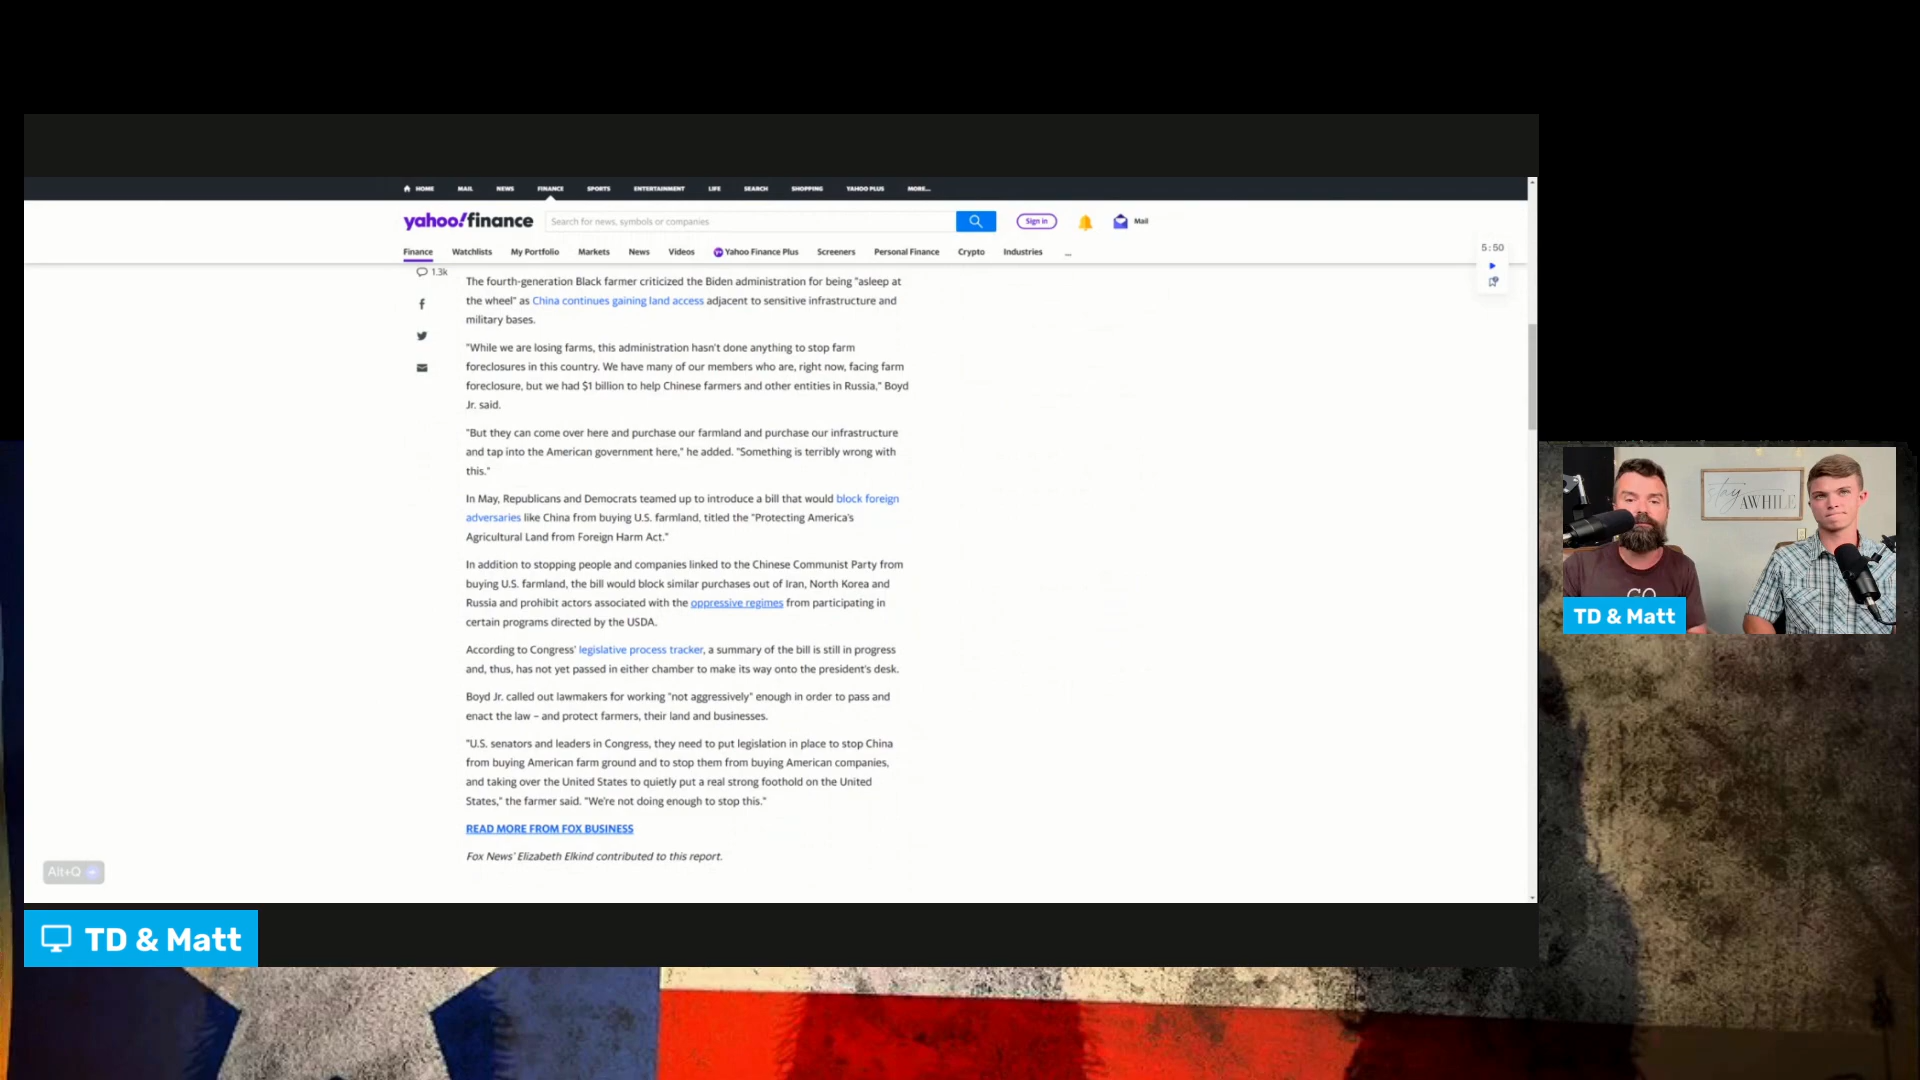 HOME MAIL NEWS FINANCE SPORTS ENTERTAINMENT LIFE SEARCH SHOPPING YAHOO PLUS MORE...
yahoo!finance Search for news, symbols or companies Sign in Mail
Finance Watchlists My Portfolio Markets News Videos Yahoo Finance Plus Screeners Personal Finance Crypto Industries ...
5:50
1.3k
The fourth-generation Black farmer criticized the Biden administration for being "asleep at
the wheel" as China continues gaining land access adjacent to sensitive infrastructure and
military bases.
"While we are losing farms, this administration hasn't done anything to stop farm
foreclosures in this country. We have many of our members who are, right now, facing farm
foreclosure, but we had $1 billion to help Chinese farmers and other entities in Russia," Boyd
Jr. said.
"But they can come over here and purchase our farmland and purchase our infrastructure
and tap into the American government here," he added. "Something is terribly wrong with
this."
In May, Republicans and Democrats teamed up to introduce a bill that would block foreign
adversaries like China from buying U.S. farmland, titled the "Protecting America's
Agricultural Land from Foreign Harm Act."
In addition to stopping people and companies linked to the Chinese Communist Party from
buying U.S. farmland, the bill would block similar purchases out of Iran, North Korea and
Russia and prohibit actors associated with the oppressive regimes from participating in
certain programs directed by the USDA.
According to Congress' legislative process tracker, a summary of the bill is still in progress
and, thus, has not yet passed in either chamber to make its way onto the president's desk.
Boyd Jr. called out lawmakers for working "not aggressively" enough in order to pass and
enact the law – and protect farmers, their land and businesses.
"U.S. senators and leaders in Congress, they need to put legislation in place to stop China
from buying American farm ground and to stop them from buying American companies,
and taking over the United States to quietly put a real strong foothold on the United
States," the farmer said. "We're not doing enough to stop this."
READ MORE FROM FOX BUSINESS
Fox News' Elizabeth Elkind contributed to this report.
Alt+Q
TD & Matt
stay
AWHILE
GO
TD & Matt